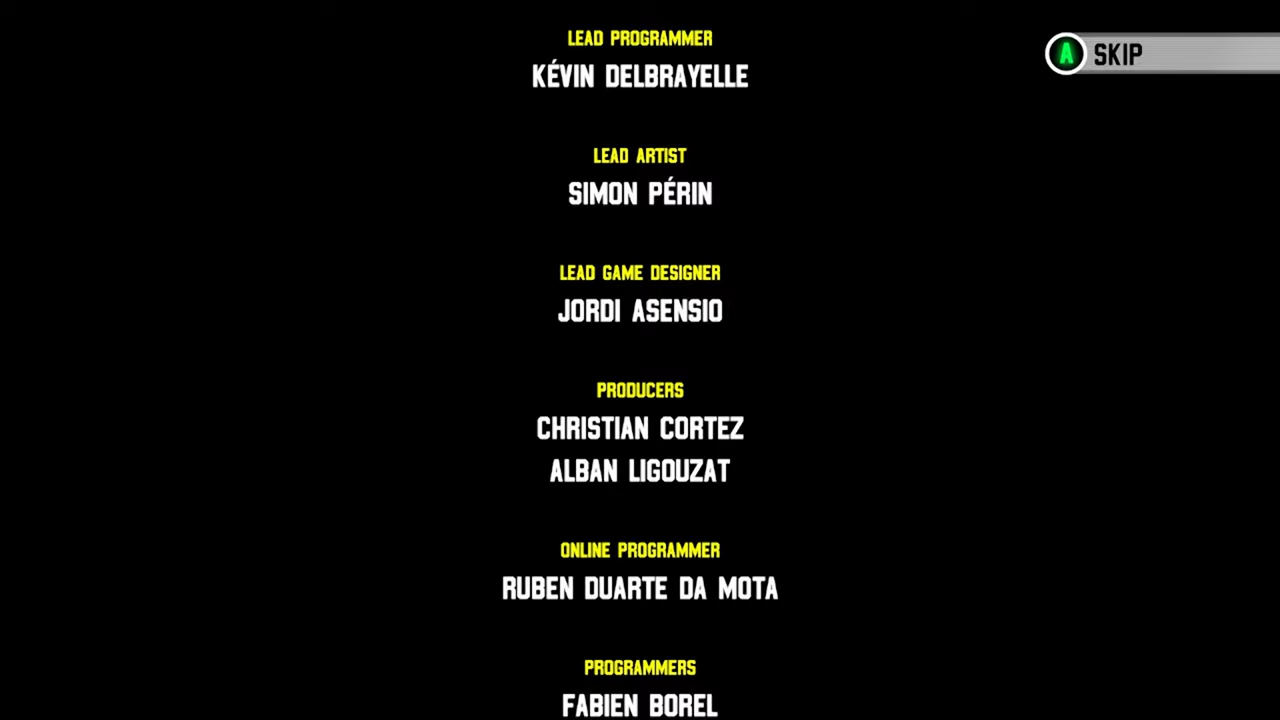 LEAD PROGRAMMER
KÉVIN DELBRAYELLE
A SKIP
LEAD ARTIST
SIMON PÉRIN
LEAD GAME DESIGNER
JORDI ASENSIO
PRODUCERS
CHRISTIAN CORTEZ
ALBAN LIGOUZAT
ONLINE PROGRAMMER
RUBEN DUARTE DA MOTA
PROGRAMMERS
FABIEN BOREL